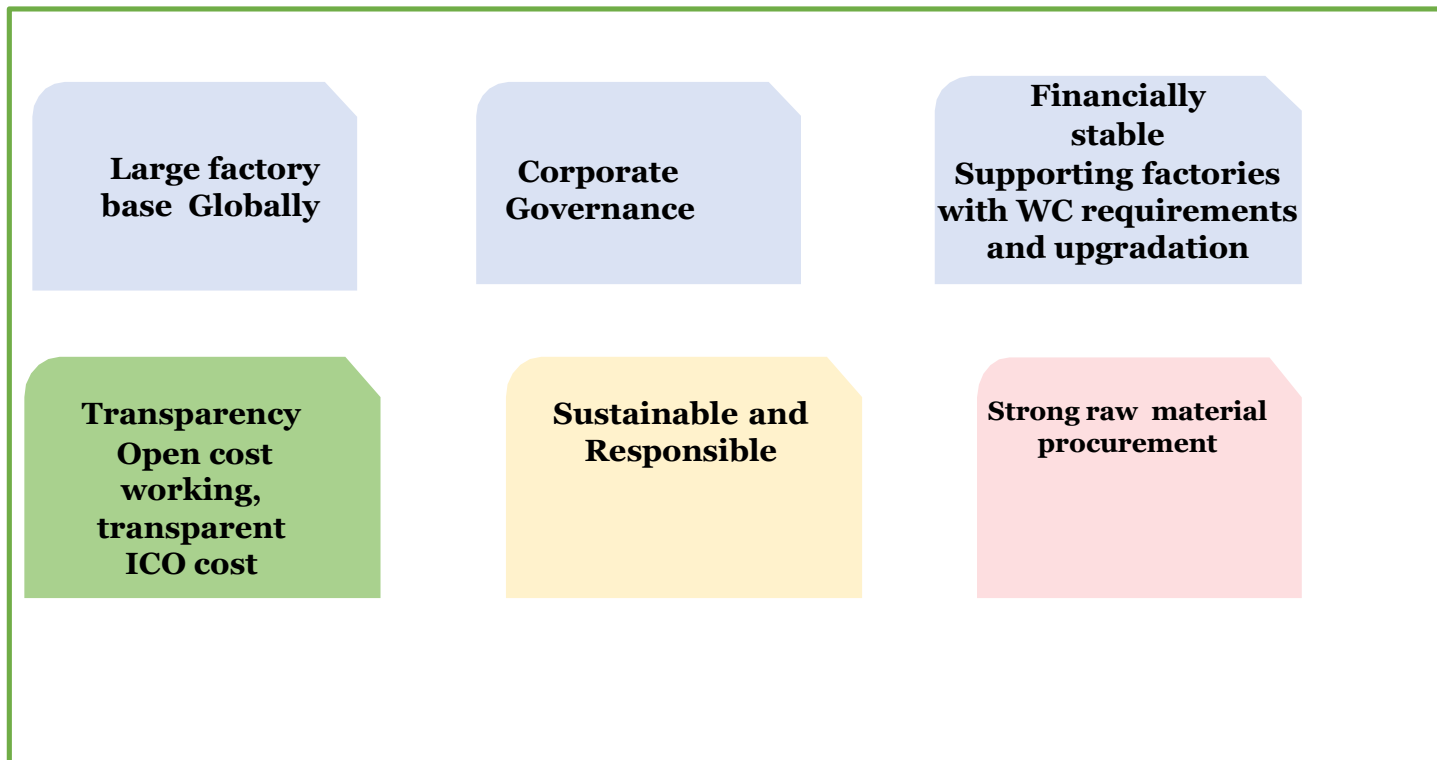 Large factory
base Globally
Corporate
Governance
Financially
stable
Supporting factories
with WC requirements
and upgradation
Transparency
Open cost
working,
transparent
ICO cost
Sustainable and
Responsible
Strong raw material
procurement